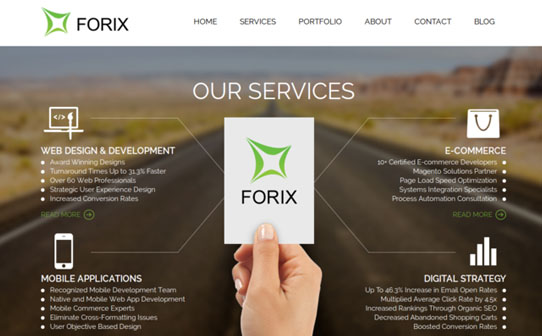 FORIX
HOME SERVICES PORTFOLIO ABOUT CONTACT BLOG
OUR SERVICES
</>
WEB DESIGN & DEVELOPMENT
Award Winning Designs
Turnaround Times Up to 31.3% Faster
Over 60 Web Professionals
Strategic User Experience Design
Increased Conversion Rates
READ MORE
E-COMMERCE
10+ Certified E-commerce Developers
Magento Solutions Partner
Page Load Speed Optimization
Systems Integration Specialists
Process Automation Consultation
READ MORE
FORIX
MOBILE APPLICATIONS
Recognized Mobile Development Team
Native and Mobile Web App Development
Mobile Commerce Experts
Eliminate Cross-Formatting Issues
User Objective Based Design
DIGITAL STRATEGY
Up To 46.3% Increase in Email Open Rates
Multiplied Average Click Rate by 4.5x
Increased Rankings Through Organic SEO
Decreased Abandoned Shopping Carts
Boosted Conversion Rates